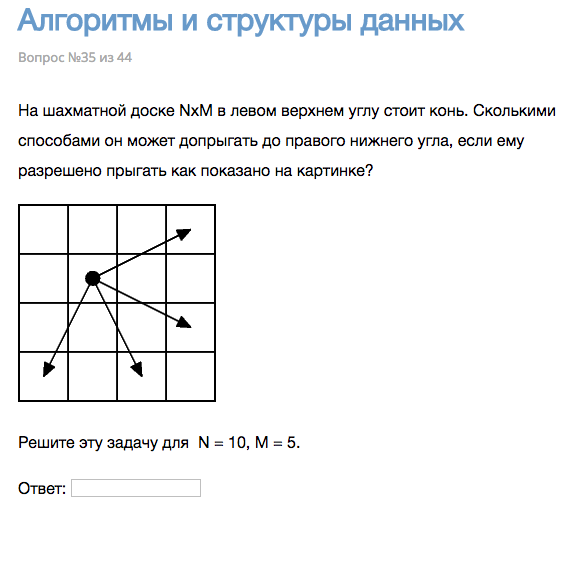 Алгоритмы и структуры данных
Вопрос №35 из 44
На шахматной доске NxM в левом верхнем углу стоит конь. Сколькими
способами он может допрыгать до правого нижнего угла, если ему
разрешено прыгать как показано на картинке?
Решите эту задачу для  N = 10, M = 5.
Ответ: